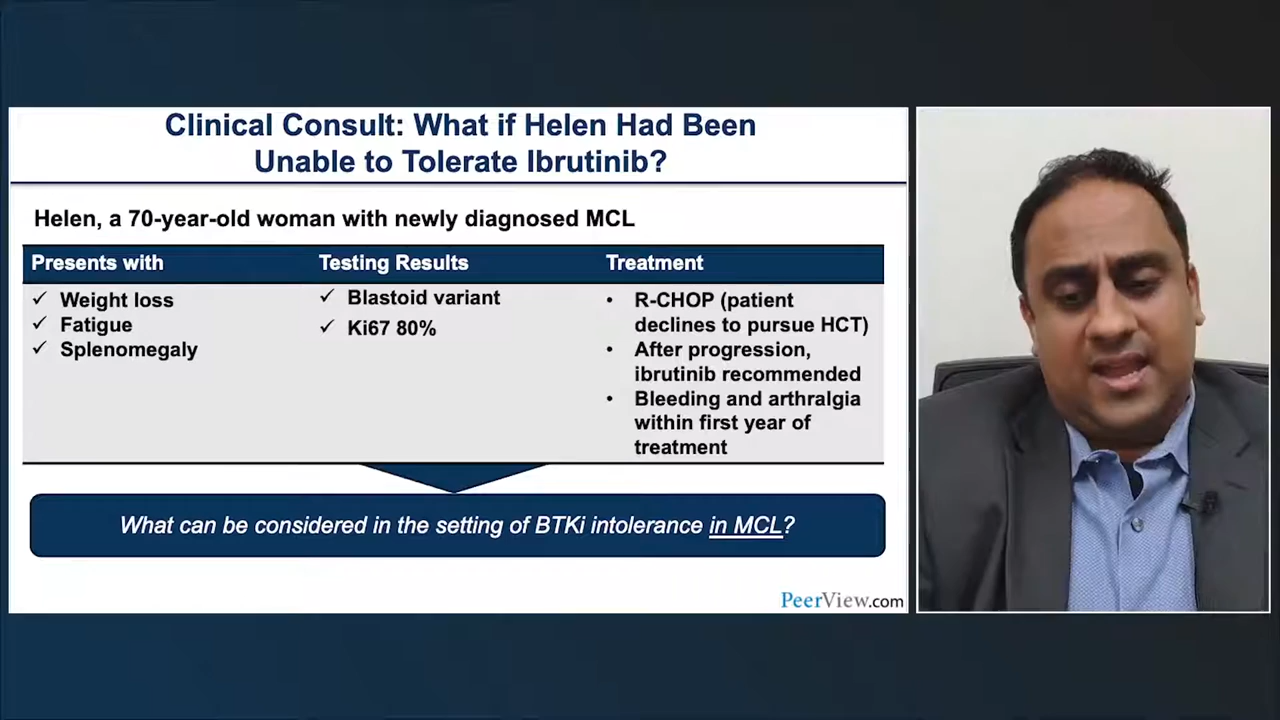 Clinical Consult: What if Helen Had Been
Unable to Tolerate Ibrutinib?
Helen, a 70-year-old woman with newly diagnosed MCL
Presents with
Testing Results
Treatment
✓ Weight loss
✓ Fatigue
✓ Splenomegaly
✓ Blastoid variant
✓ Ki67 80%
• R-CHOP (patient
declines to pursue HCT)
• After progression,
ibrutinib recommended
• Bleeding and arthralgia
within first year of
treatment
What can be considered in the setting of BTKi intolerance in MCL?
PeerView.com